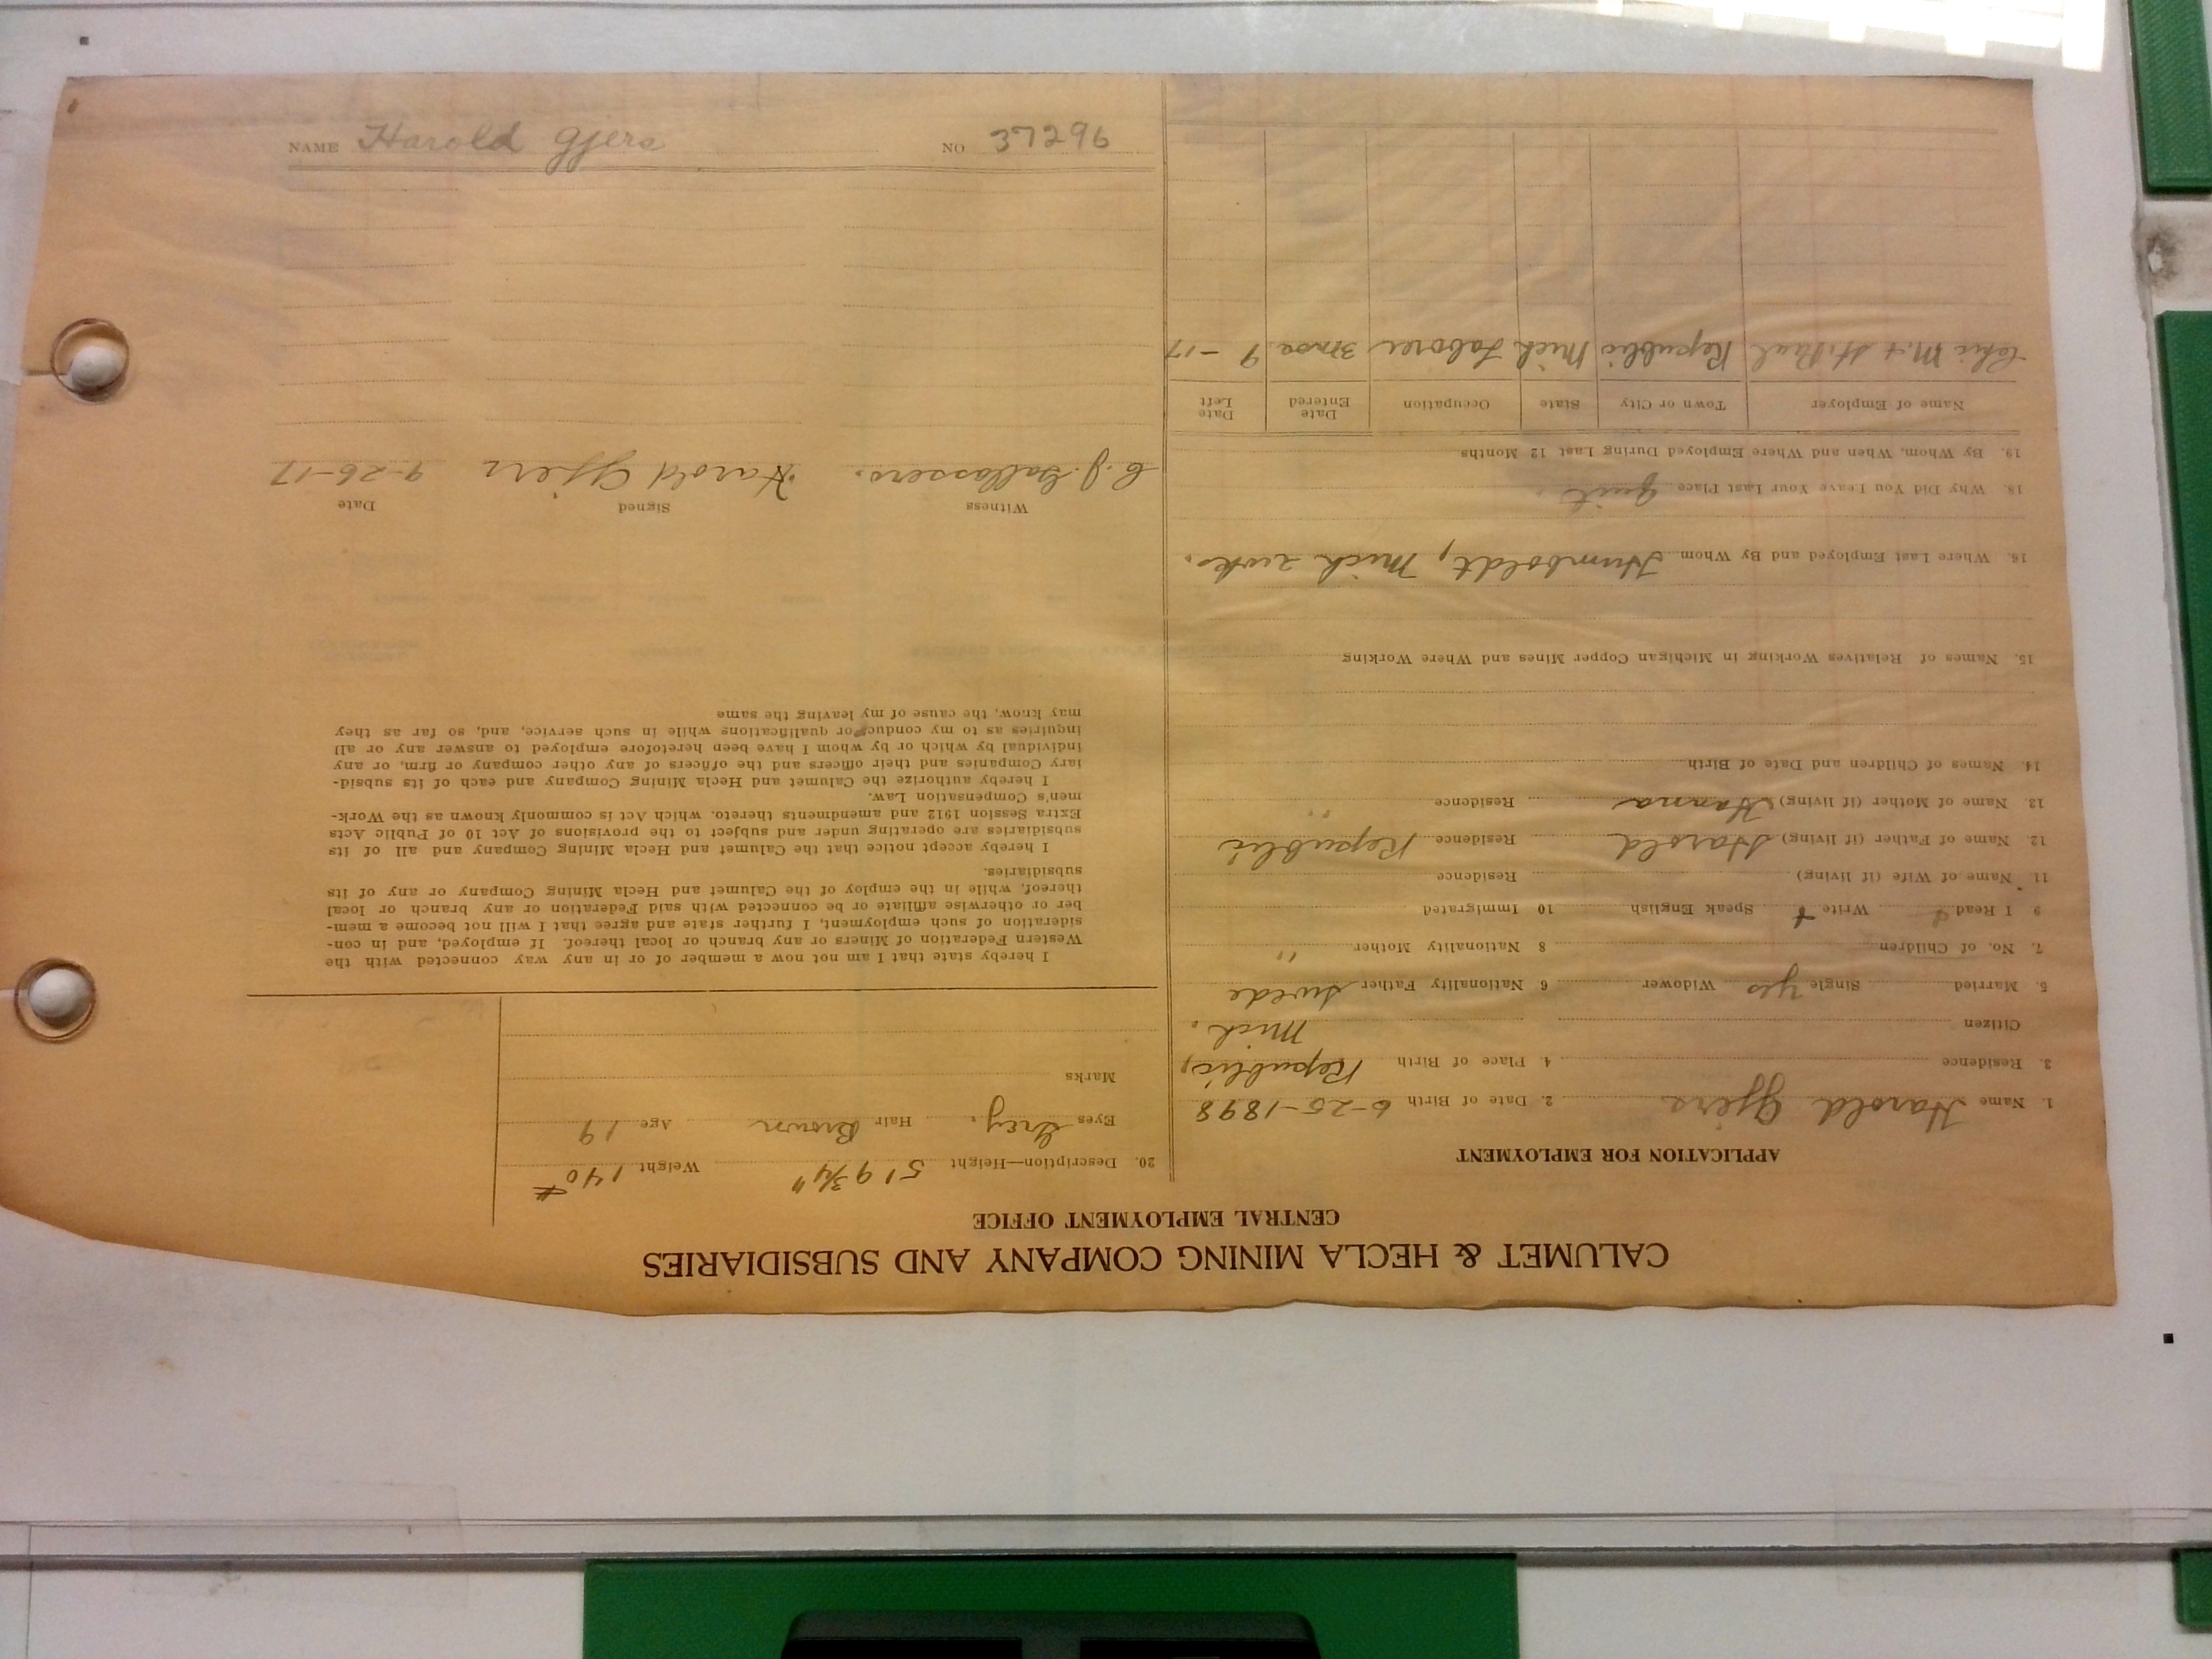 CALUMET & HECLA MINING COMPANY AND SUBSIDIARIES
CENTRAL EMPLOYMENT OFFICE
APPLICATION FOR EMPLOYMENT
1. Name Harold Gjers 2. Date of Birth 6-25-1898
3. Residence 4. Place of Birth Republic,
Citizen Mich.
5. Married Single yes Widower 6 Nationality Father Swede
7. No. of Children 8 Nationality Mother "
9 I Read Write Speak English 10 Immigrated
11. Name of Wife (if living) Residence
12. Name of Father (if living) Harold Residence Republic
13. Name of Mother (if living) Hanna Residence "
14. Names of Children and Date of Birth
15. Names of Relatives Working in Michigan Copper Mines and Where Working
16. Where Last Employed and By Whom Humboldt, Mich 2wks.
18. Why Did You Leave Your Last Place quit
19. By Whom, When and Where Employed During Last 12 Months
Name of Employer Town or City State Occupation Date Entered Date Left
Chic M. & St. Paul Republic Mich Laborer 3mos 9-17
20. Description—Height 5' 9 3/4" Weight 140#
Eyes Grey. Hair Brown Age 19
Marks
I hereby state that I am not now a member of or in any way connected with the
Western Federation of Miners or any branch or local thereof. If employed, and in con-
sideration of such employment, I further state and agree that I will not become a mem-
ber or otherwise affiliate or be connected with said Federation or any branch or local
thereof, while in the employ of the Calumet and Hecla Mining Company or any of its
subsidiaries.
I hereby accept notice that the Calumet and Hecla Mining Company and all of its
subsidiaries are operating under and subject to the provisions of Act 10 of Public Acts
Extra Session 1912 and amendments thereto. which Act is commonly known as the Work-
men's Compensation Law.
I hereby authorize the Calumet and Hecla Mining Company and each of its subsid-
iary Companies and their officers and the officers of any other company or firm, or any
individual by which or by whom I have been heretofore employed to answer any or all
inquiries as to my conduct or qualifications while in such service, and, so far as they
may know, the cause of my leaving the same
Witness Signed Date
Harold Gjers 9-26-17
NAME Harold Gjers NO 37296